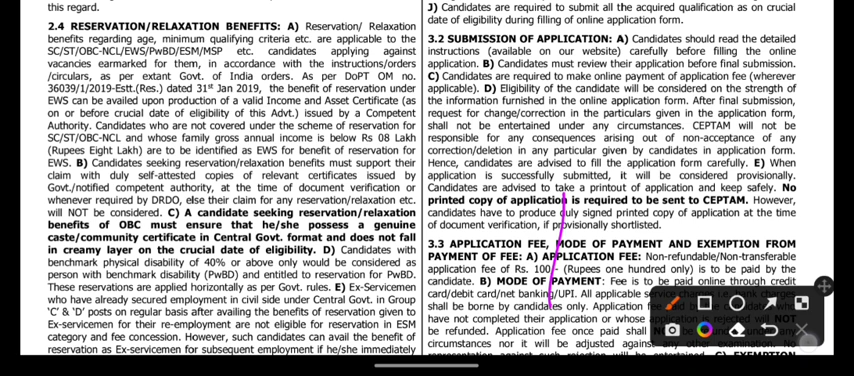 this regard.
2.4 RESERVATION/RELAXATION BENEFITS: A) Reservation/ Relaxation
benefits regarding age, minimum qualifying criteria etc. are applicable to the
SC/ST/OBC-NCL/EWS/PwBD/ESM/MSP etc. candidates applying against
vacancies earmarked for them, in accordance with the instructions/orders
/circulars, as per extant Govt. of India orders. As per DoPT OM no.
36039/1/2019-Estt.(Res.) dated 31st Jan 2019, the benefit of reservation under
EWS can be availed upon production of a valid Income and Asset Certificate (as
on or before crucial date of eligibility of this Advt.) issued by a Competent
Authority. Candidates who are not covered under the scheme of reservation for
SC/ST/OBC-NCL and whose family gross annual income is below Rs 08 Lakh
(Rupees Eight Lakh) are to be identified as EWS for benefit of reservation for
EWS. B) Candidates seeking reservation/relaxation benefits must support their
claim with duly self-attested copies of relevant certificates issued by
Govt./notified competent authority, at the time of document verification or
whenever required by DRDO, else their claim for any reservation/relaxation etc.
will NOT be considered. C) A candidate seeking reservation/relaxation
benefits of OBC must ensure that he/she possess a genuine
caste/community certificate in Central Govt. format and does not fall
in creamy layer on the crucial date of eligibility. D) Candidates with
benchmark physical disability of 40% or above only would be considered as
person with benchmark disability (PwBD) and entitled to reservation for PwBD.
These reservations are applied horizontally as per Govt. rules. E) Ex-Servicemen
who have already secured employment in civil side under Central Govt. in Group
'C' & 'D' posts on regular basis after availing the benefits of reservation given to
Ex-servicemen for their re-employment are not eligible for reservation in ESM
category and fee concession. However, such candidates can avail the benefit of
reservation as Ex-servicemen for subsequent employment if he/she immediately
J) Candidates are required to submit all the acquired qualification as on crucial
date of eligibility during filling of online application form.
3.2 SUBMISSION OF APPLICATION: A) Candidates should read the detailed
instructions (available on our website) carefully before filling the online
application. B) Candidates must review their application before final submission.
C) Candidates are required to make online payment of application fee (wherever
applicable). D) Eligibility of the candidate will be considered on the strength of
the information furnished in the online application form. After final submission,
request for change/correction in the particulars given in the application form,
shall not be entertained under any circumstances. CEPTAM will not be
responsible for any consequences arising out of non-acceptance of any
correction/deletion in any particular given by candidates in application form.
Hence, candidates are advised to fill the application form carefully. E) When
application is successfully submitted, it will be considered provisionally.
Candidates are advised to take a printout of application and keep safely. No
printed copy of application is required to be sent to CEPTAM. However,
candidates have to produce duly signed printed copy of application at the time
of document verification, if provisionally shortlisted.
3.3 APPLICATION FEE, MODE OF PAYMENT AND EXEMPTION FROM
PAYMENT OF FEE: A) APPLICATION FEE: Non-refundable/Non-transferable
application fee of Rs. 100/- (Rupees one hundred only) is to be paid by the
candidate. B) MODE OF PAYMENT: Fee is to be paid online through credit
card/debit card/net banking/UPI. All applicable service charges
shall be borne by candidates only. Application fee
have not completed their application or whose application is rejected will NOT
be refunded. Application fee once paid shall
circumstances nor it will be adjusted against any other examination. No